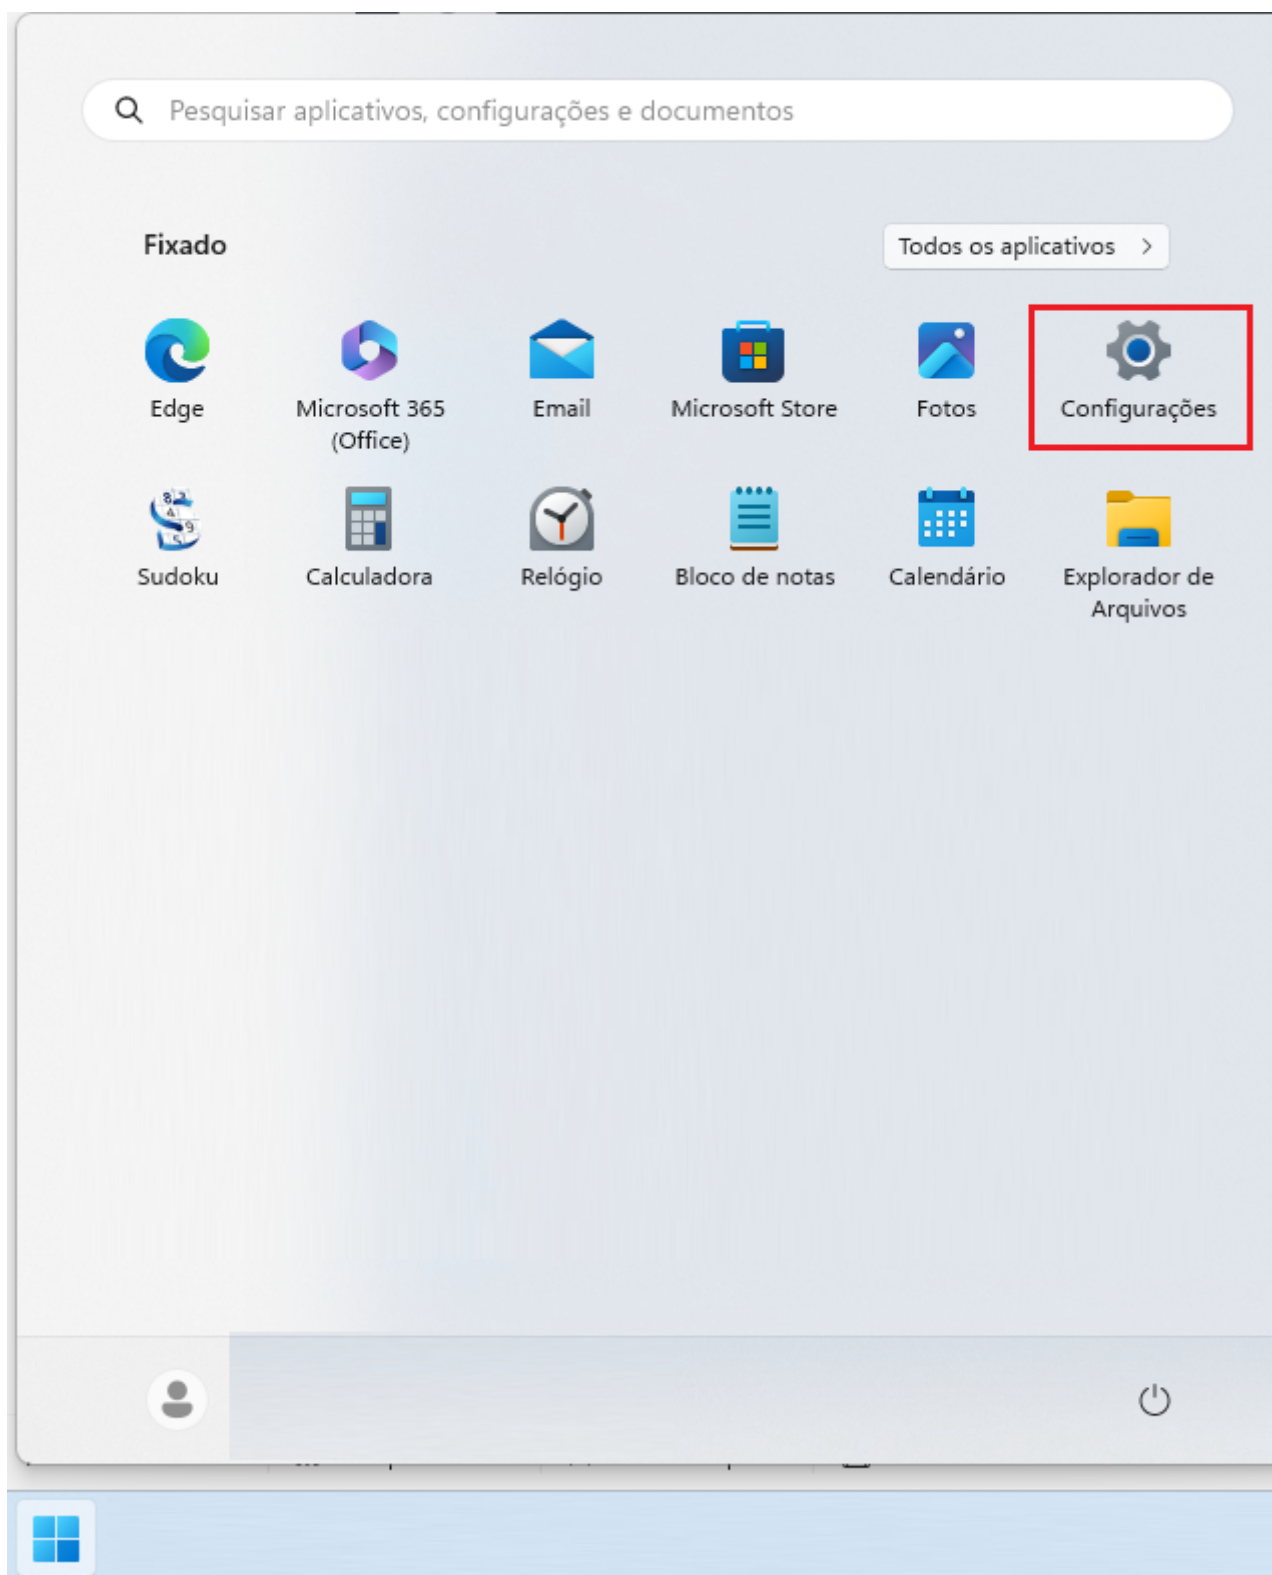 Pesquisar aplicativos, configurações e documentos
Fixado
Todos os aplicativos
Edge
Microsoft 365
(Office)
Email
Microsoft Store
Fotos
Configurações
Sudoku
Calculadora
Relógio
Bloco de notas
Calendário
Explorador de
Arquivos